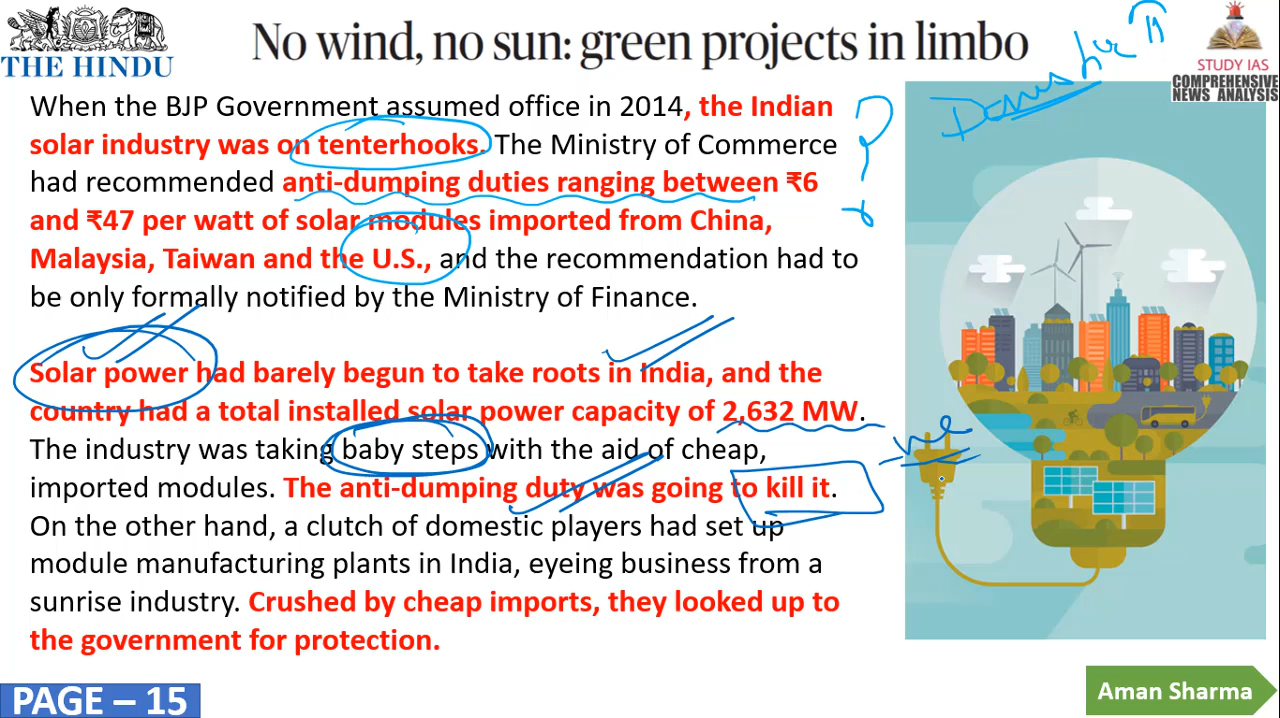 THE HINDU
No wind, no sun: green projects in limbo
STUDY IAS
COMPREHENSIVE
NEWS ANALYSIS
When the BJP Government assumed office in 2014, the Indian
solar industry was on tenterhooks. The Ministry of Commerce
had recommended anti-dumping duties ranging between ₹6
and ₹47 per watt of solar modules imported from China,
Malaysia, Taiwan and the U.S., and the recommendation had to
be only formally notified by the Ministry of Finance.
Solar power had barely begun to take roots in India, and the
country had a total installed solar power capacity of 2,632 MW.
The industry was taking baby steps with the aid of cheap,
imported modules. The anti-dumping duty was going to kill it.
On the other hand, a clutch of domestic players had set up
module manufacturing plants in India, eyeing business from a
sunrise industry. Crushed by cheap imports, they looked up to
the government for protection.
PAGE – 15
Aman Sharma